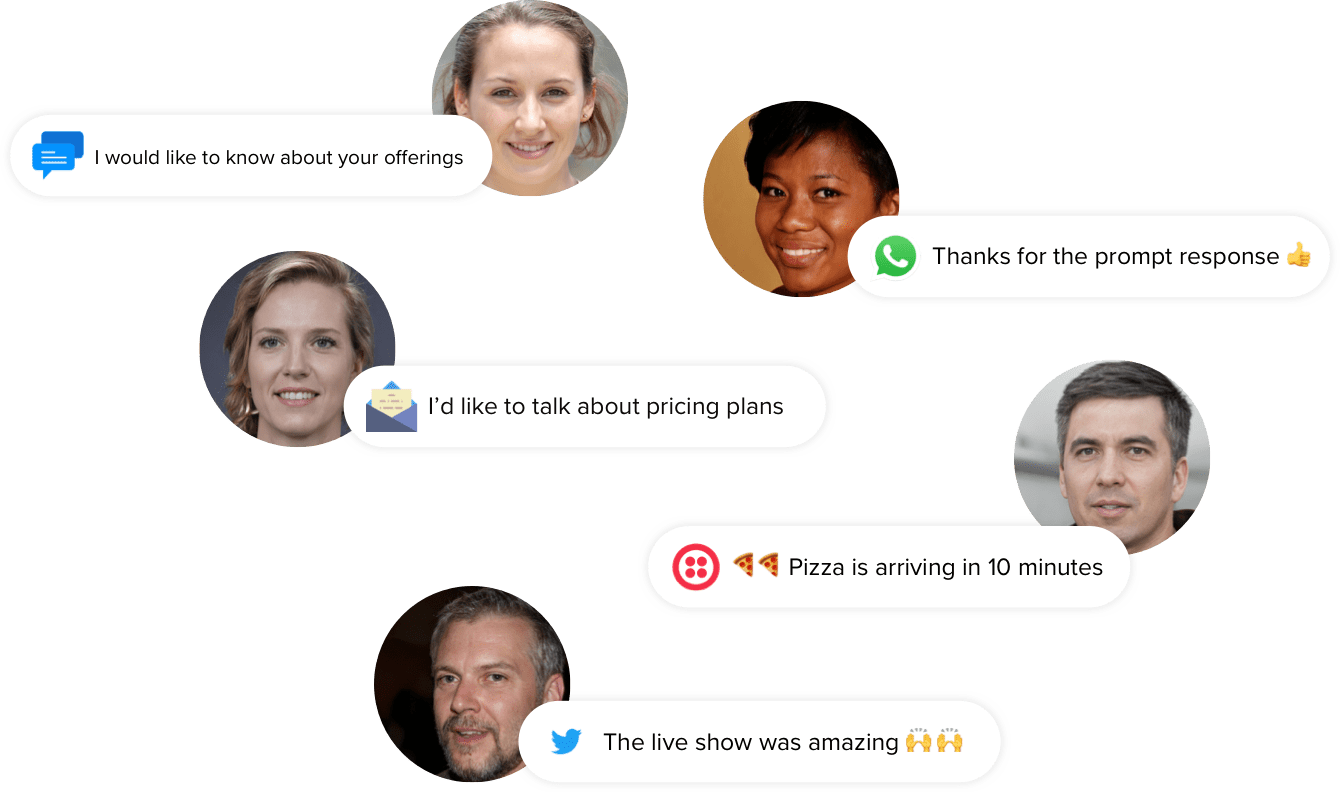 I would like to know about your offerings
Thanks for the prompt response 👍
I’d like to talk about pricing plans
🍕🍕 Pizza is arriving in 10 minutes
The live show was amazing 🙌🙌